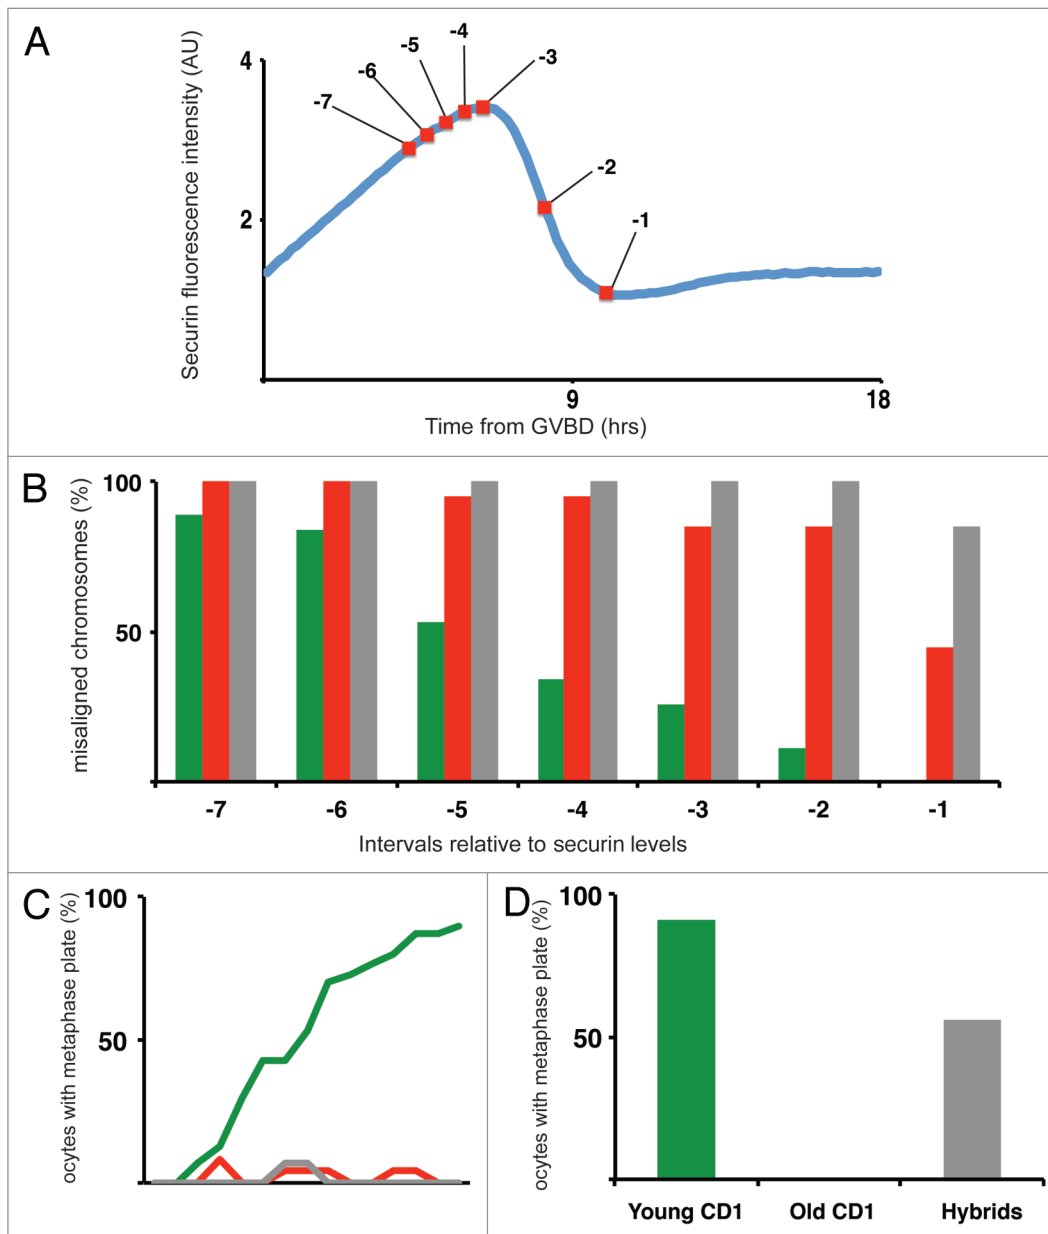 A
Securin fluorescence intensity (AU)
4
2
-7
-6
-5
-4
-3
-2
-1
9
18
Time from GVBD (hrs)
B
misaligned chromosomes (%)
100
50
-7 -6 -5 -4 -3 -2 -1
Intervals relative to securin levels
C
oocytes with metaphase plate (%)
100
50
D
oocytes with metaphase plate (%)
100
50
Young CD1 Old CD1 Hybrids